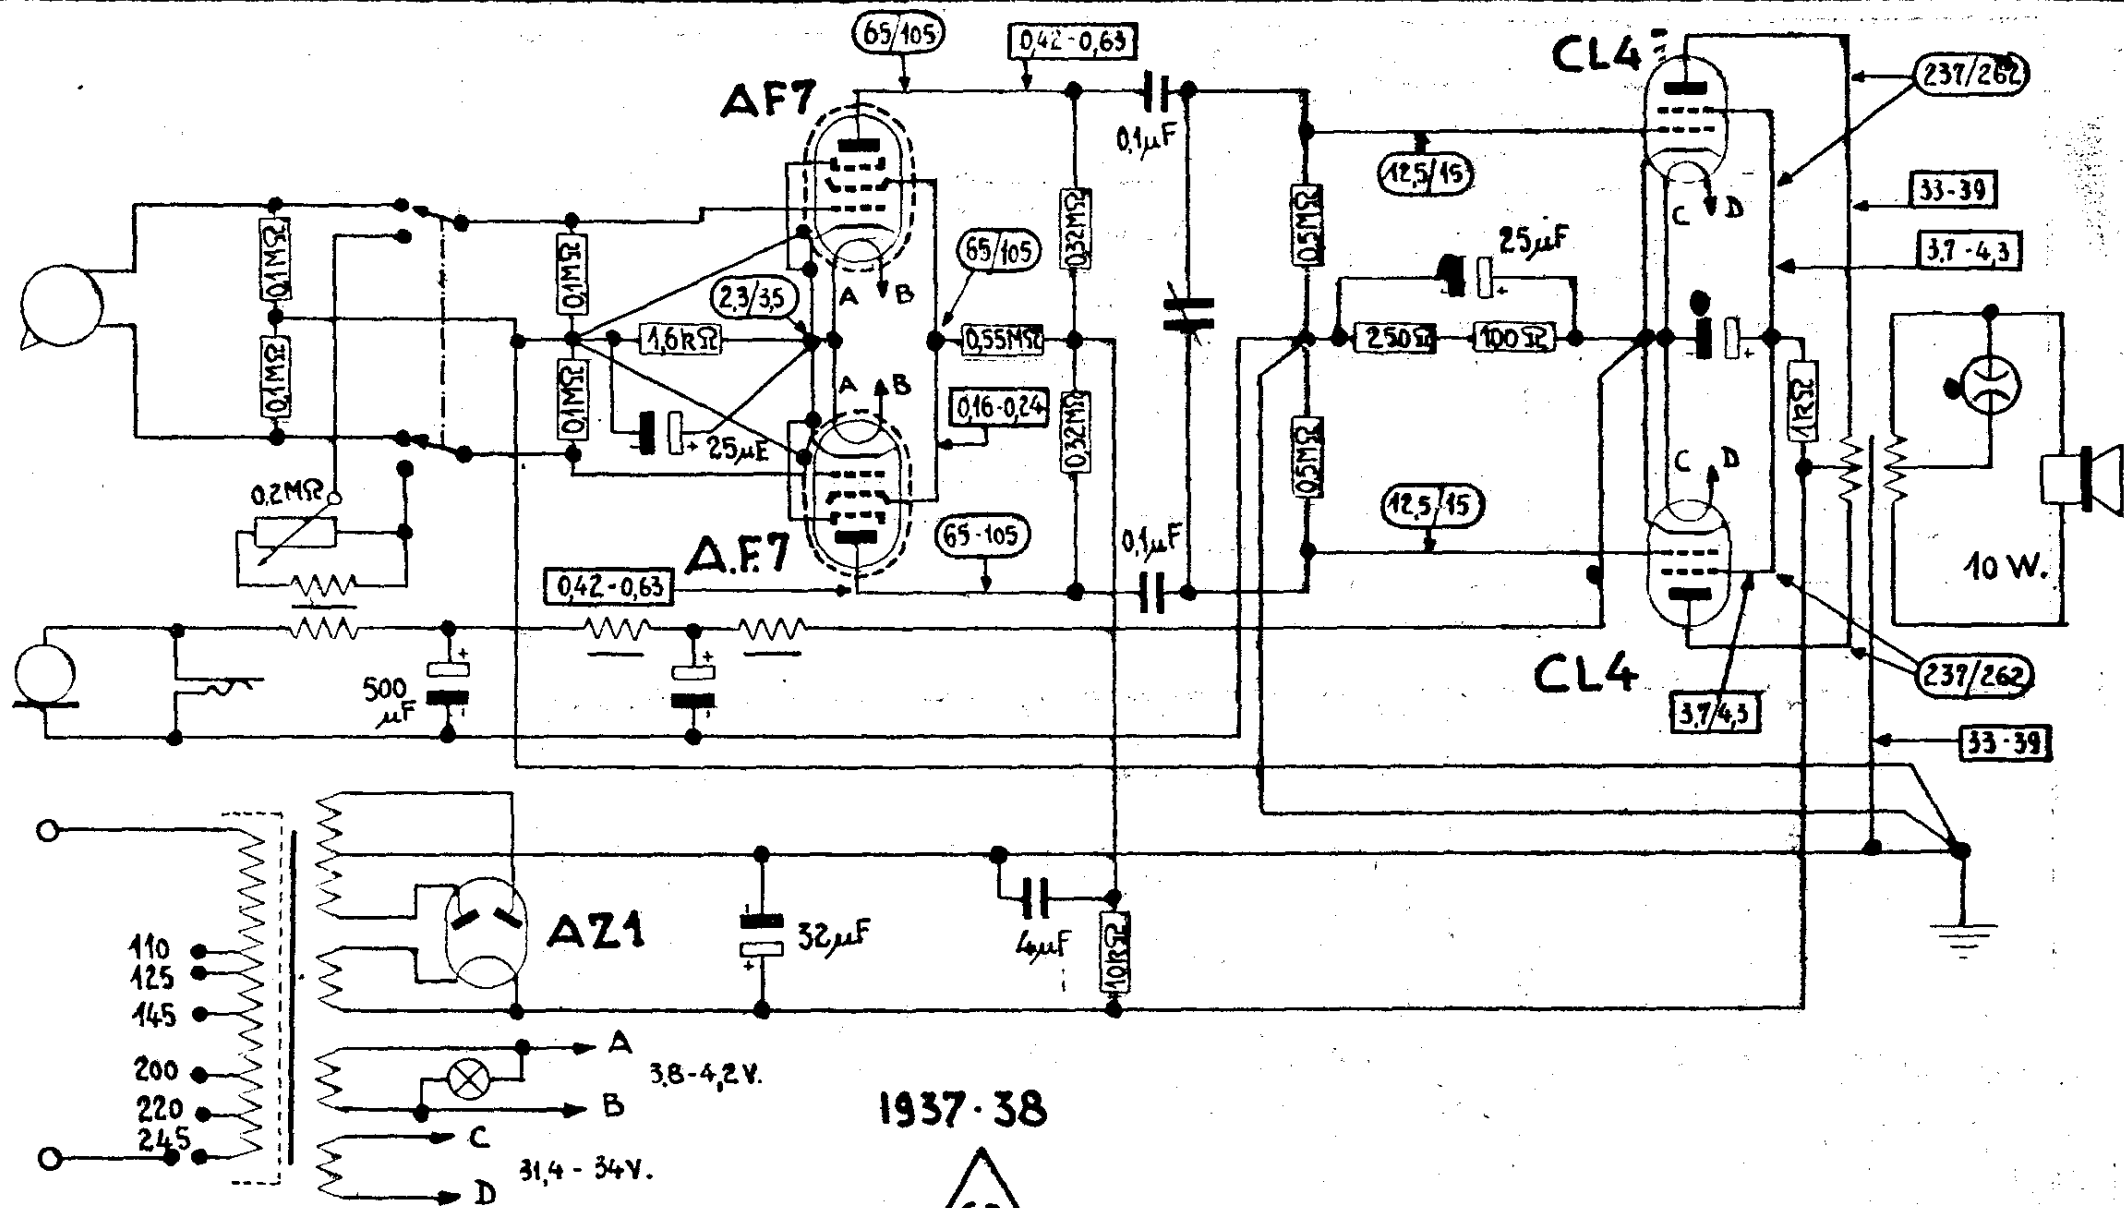 65/105
0,42-0,63
CL4
AF7
237/262
0,1µF
12,5/15
33-39
C D
0,1MΩ
0,1MΩ
0,32MΩ
0,5MΩ
25µF
3,7-4,3
65/105
2,3/3,5
A B
1,6kΩ
0,55MΩ
250Ω
100Ω
0,1MΩ
0,1MΩ
A B
0,16-0,24
0,32MΩ
0,5MΩ
1kΩ
25µF
C D
0,2MΩ
12,5-15
65-105
0,1µF
A.F.7
10 W.
0,42-0,63
CL4
237/262
500
µF
3,7/4,3
33-39
AZ1
32µF
4µF
10kΩ
110
125
145
200
220
245
A
3,8-4,2V.
B
C
31,4-34V.
D
1937-38